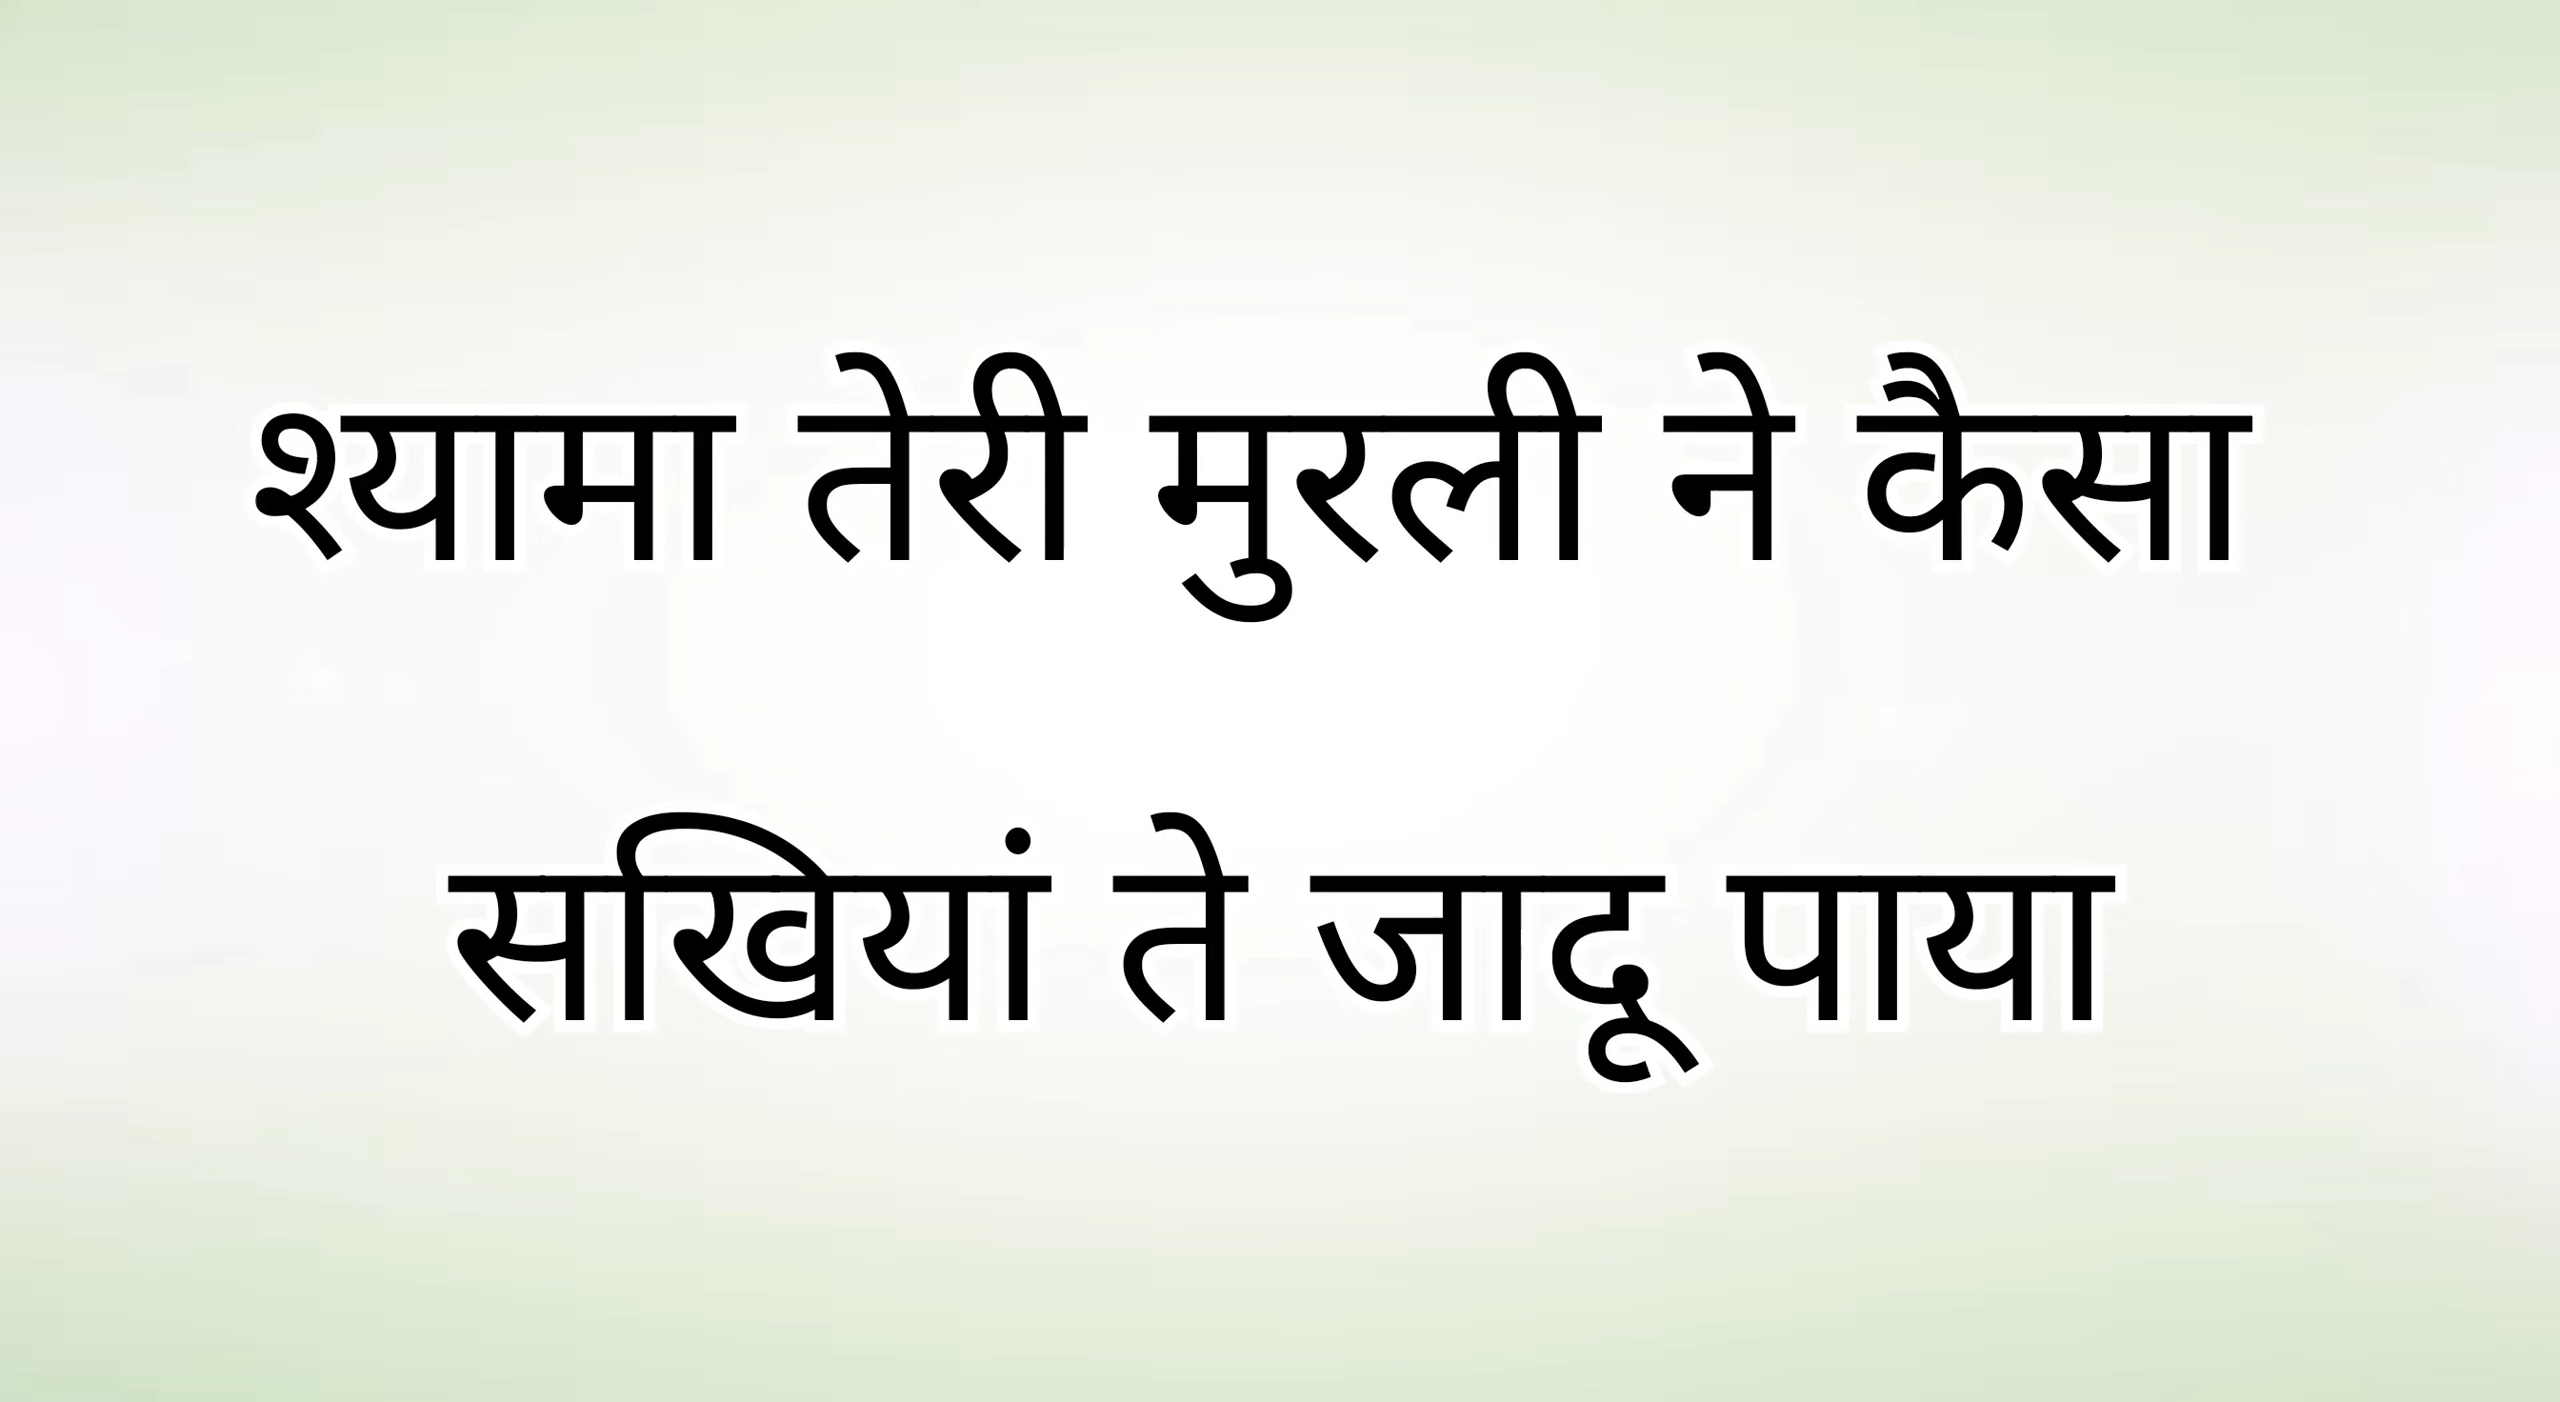 श्यामा तेरी मुरली ने कैसा
सखियां ते जादू पाया